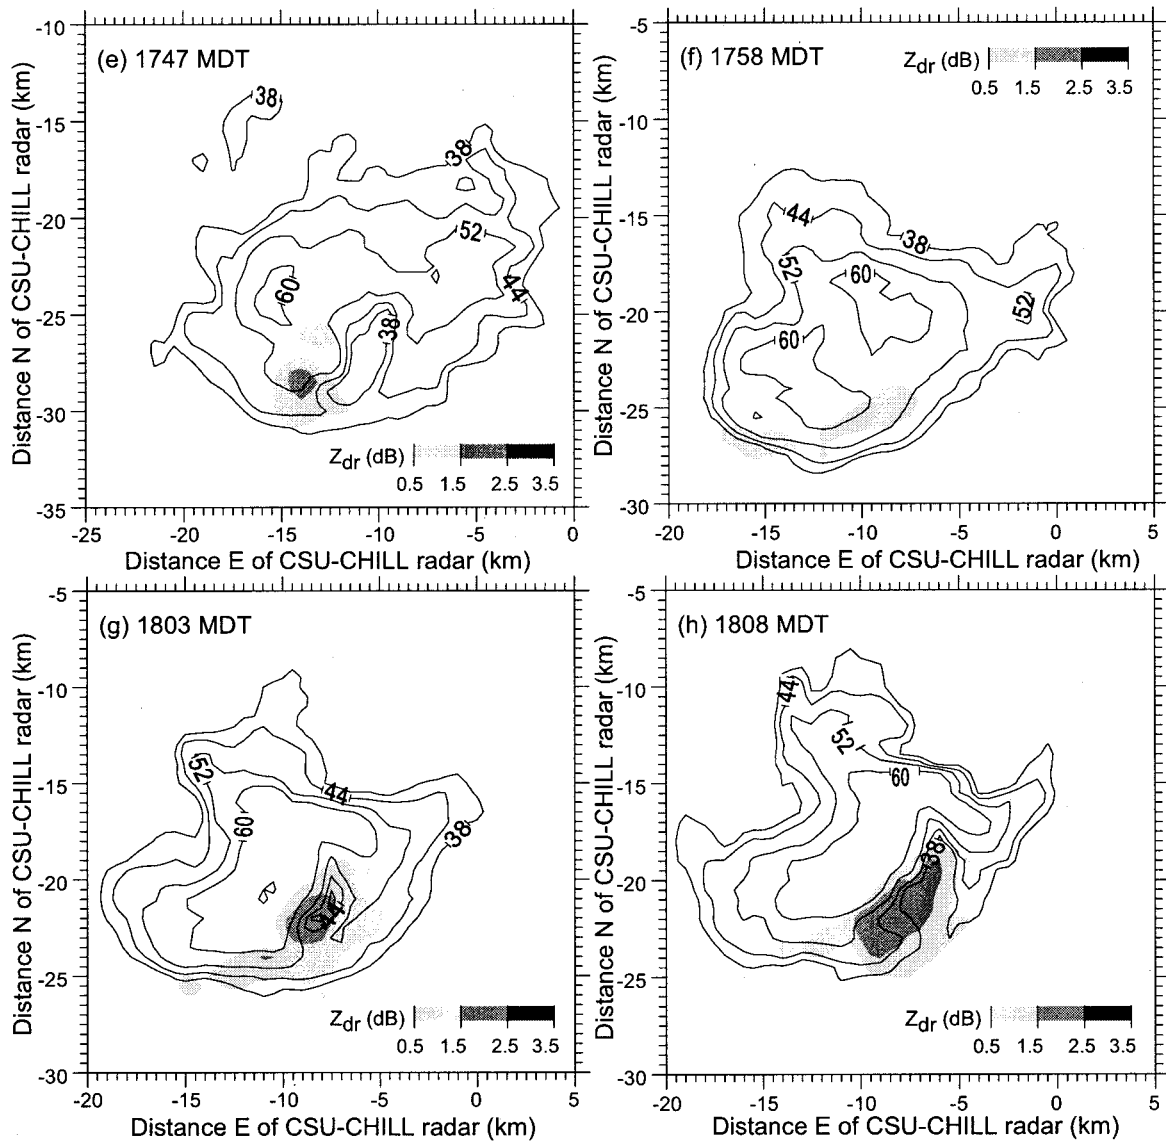 (e) 1747 MDT
38
38
52
60
44
38
Z_dr (dB)
0.5 1.5 2.5 3.5
-10
-15
-20
-25
-30
-35
-25 -20 -15 -10 -5 0
Distance N of CSU-CHILL radar (km)
Distance E of CSU-CHILL radar (km)
(f) 1758 MDT
Z_dr (dB)
0.5 1.5 2.5 3.5
44
38
52
60
52
60
-5
-10
-15
-20
-25
-30
-20 -15 -10 -5 0 5
Distance N of CSU-CHILL radar (km)
Distance E of CSU-CHILL radar (km)
(g) 1803 MDT
52
44
60
38
44
Z_dr (dB)
0.5 1.5 2.5 3.5
-5
-10
-15
-20
-25
-30
-20 -15 -10 -5 0 5
Distance N of CSU-CHILL radar (km)
Distance E of CSU-CHILL radar (km)
(h) 1808 MDT
44
52
60
38
Z_dr (dB)
0.5 1.5 2.5 3.5
-5
-10
-15
-20
-25
-30
-20 -15 -10 -5 0 5
Distance N of CSU-CHILL radar (km)
Distance E of CSU-CHILL radar (km)